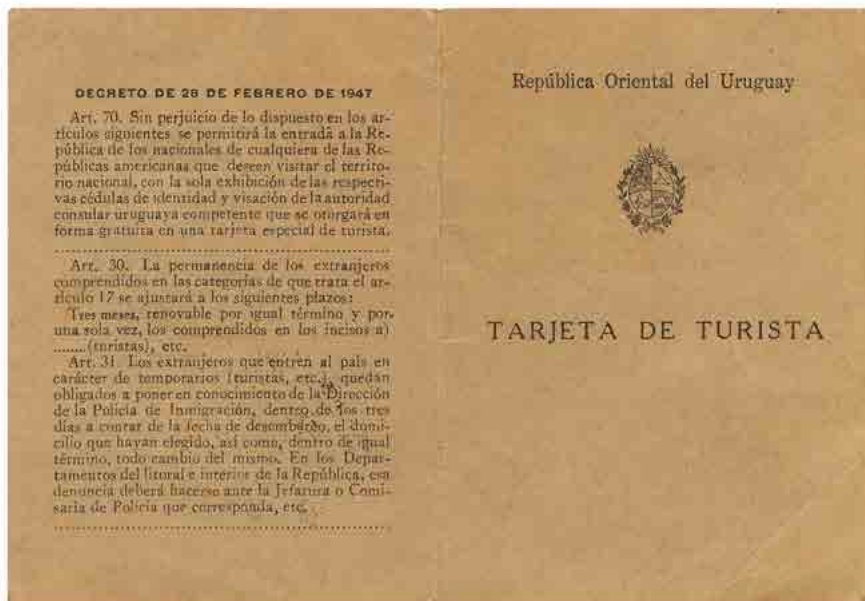 DECRETO DE 28 DE FEBRERO DE 1947
Art. 70. Sin perjuicio de lo dispuesto en los ar-
tículos siguientes se permitirá la entrada a la Re-
pública de los nacionales de cualquiera de las Re-
públicas americanas que deseen visitar el territo-
rio nacional, con la sola exhibición de las respecti-
vas cédulas de identidad y visación de la autoridad
consular uruguaya competente que se otorgará en
forma gratuita en una tarjeta especial de turista.
Art. 30. La permanencia de los extranjeros
comprendidos en las categorías de que trata el ar-
tículo 17 se ajustará a los siguientes plazos:
Tres meses, renovable por igual término y por
una sola vez, los comprendidos en los incisos a)
........(turistas), etc.
Art. 31. Los extranjeros que entren al país en
carácter de temporarios (turistas, etc.), quedan
obligados a poner en conocimiento de la Dirección
de la Policía de Inmigración, dentro de los tres
días a contar de la fecha de desembarco, el domi-
cilio que hayan elegido, así como, dentro de igual
término, todo cambio del mismo. En los Depar-
tamentos del litoral e interior de la República, esa
denuncia deberá hacerse ante la Jefatura o Comi-
saría de Policía que corresponda, etc.
República Oriental del Uruguay
TARJETA DE TURISTA